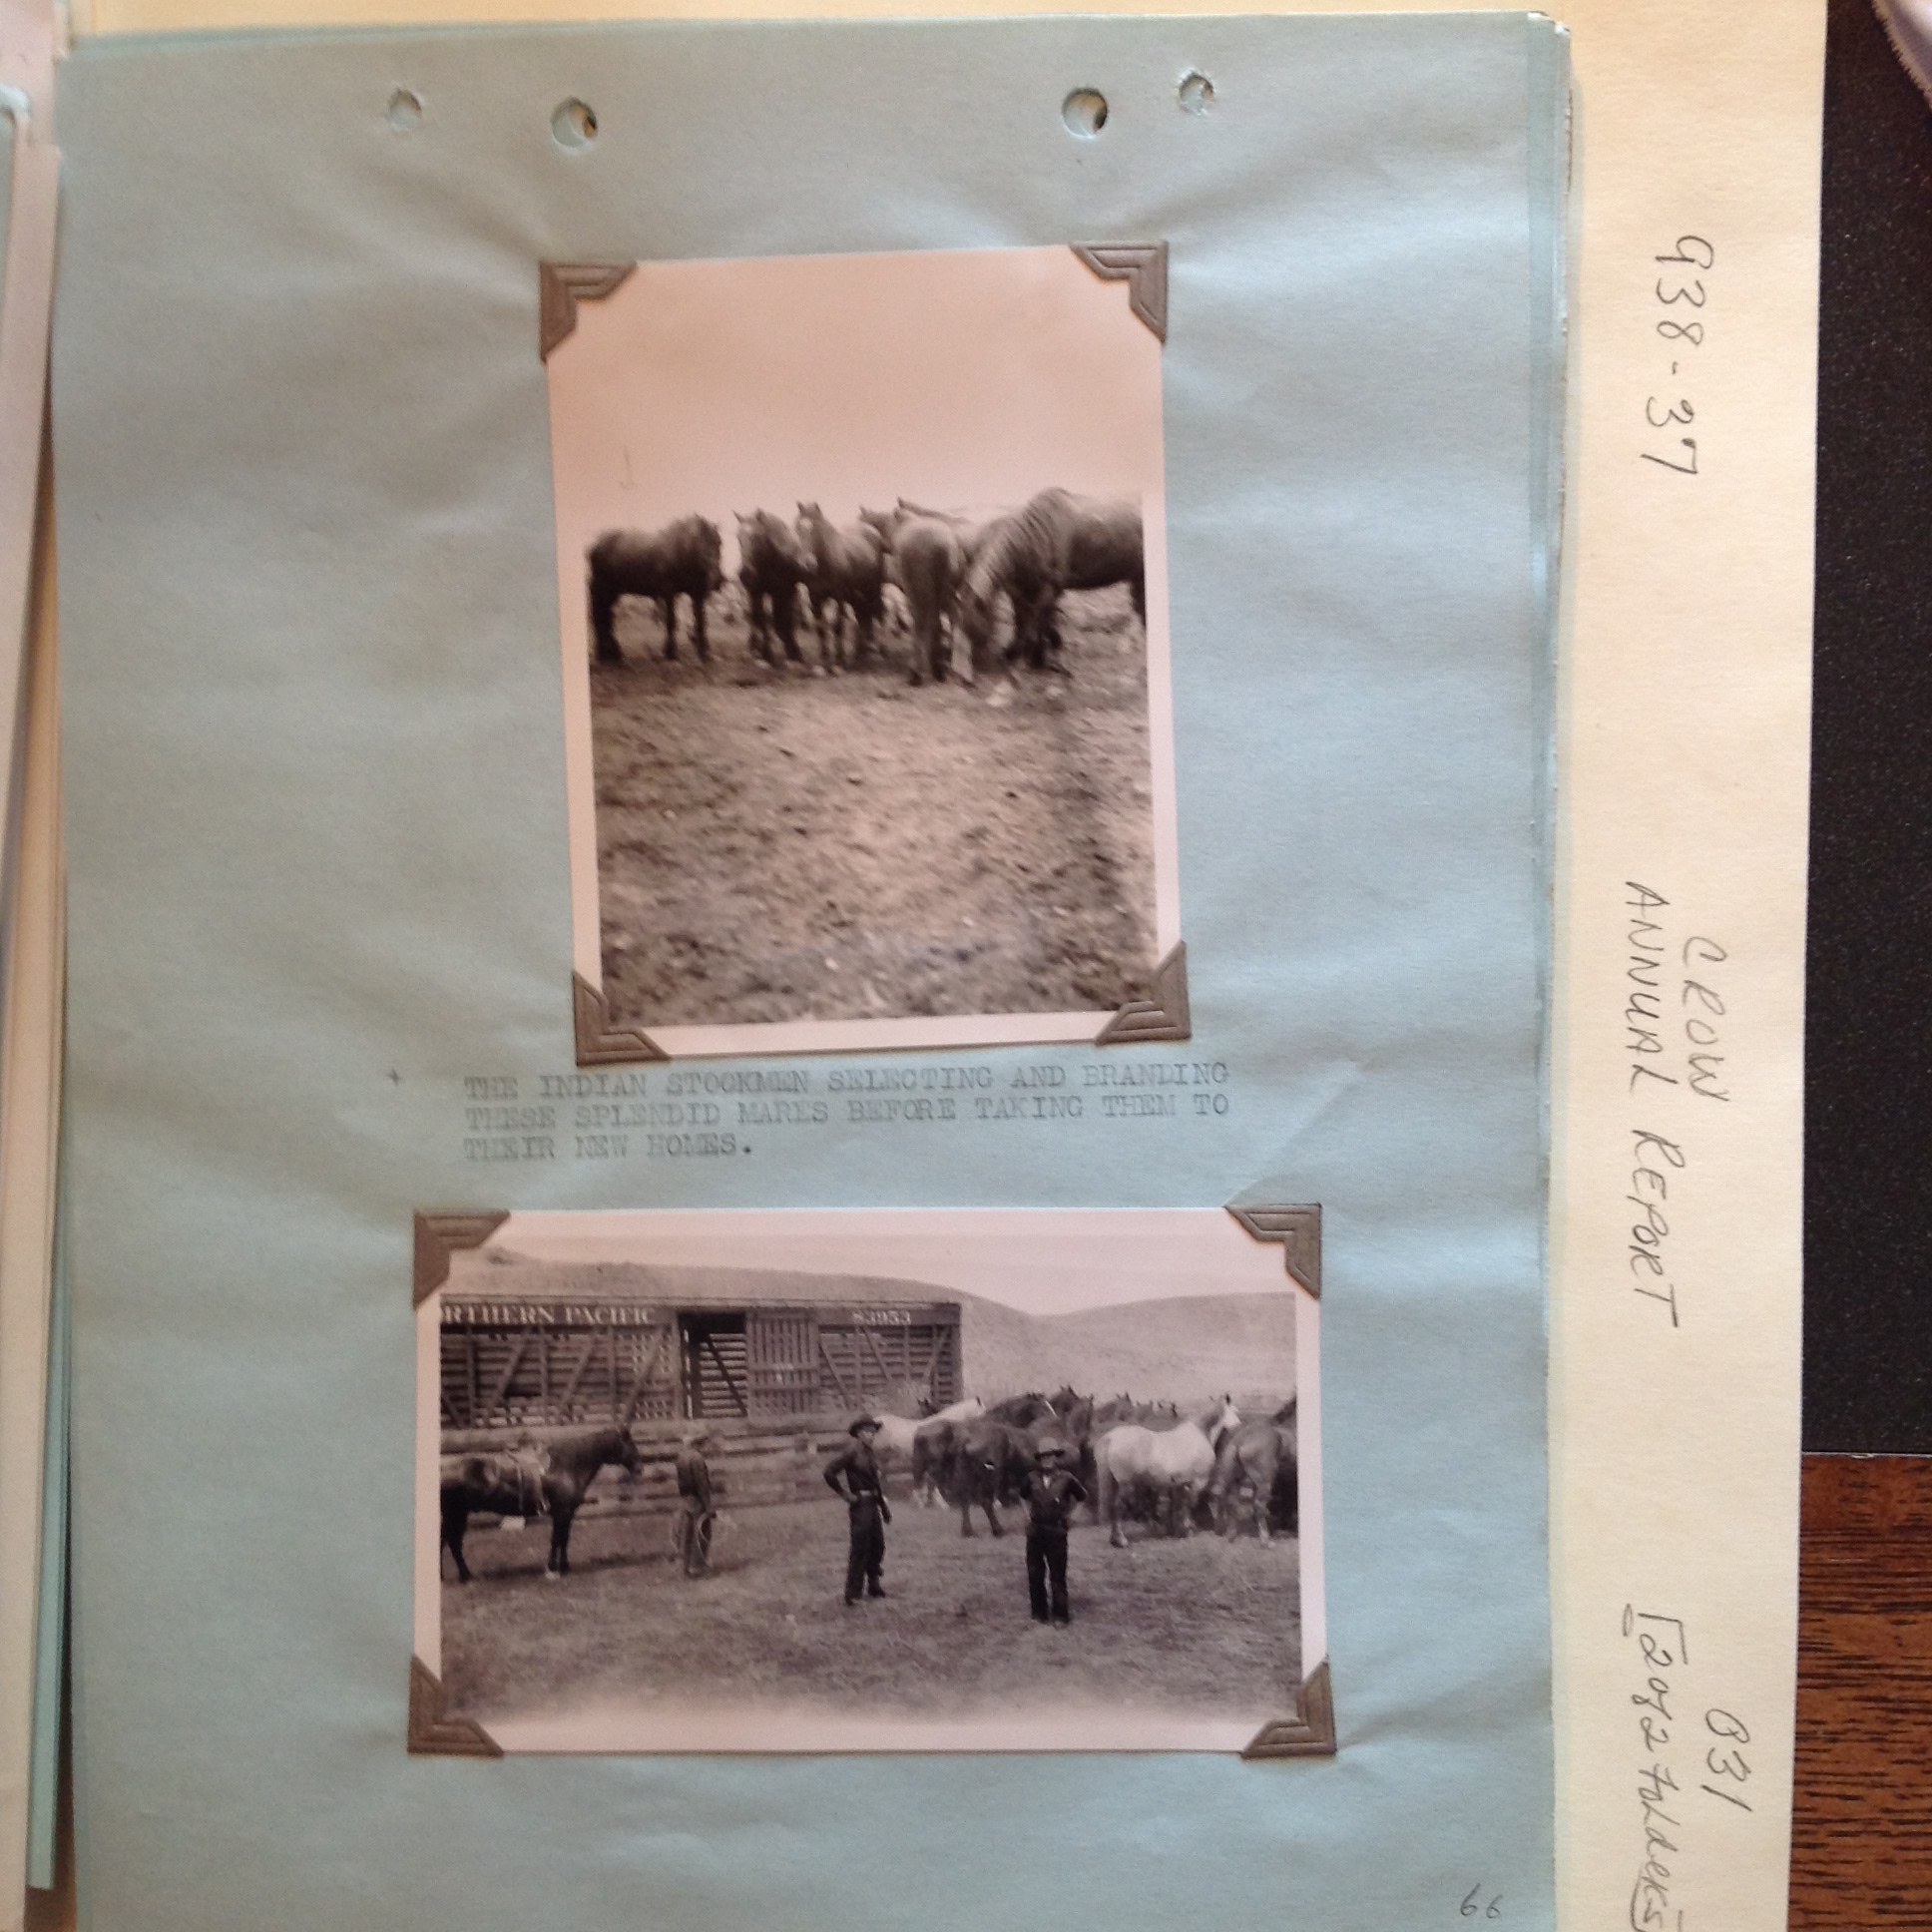 THE INDIAN STOCKMEN SELECTING AND BRANDING
THESE SPLENDID MARES BEFORE TAKING THEM TO
THEIR NEW HOMES.
RTHERN PACIFIC 83953
66
938-37
CROW
ANNUAL REPORT
031
[2 of 2 folders]